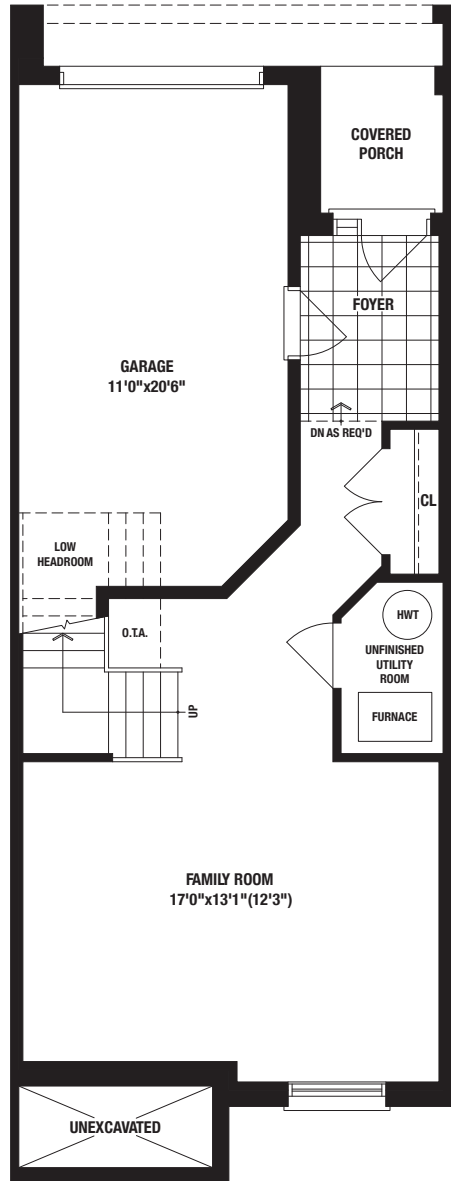 COVERED
PORCH
FOYER
GARAGE
11'0"x20'6"
DN AS REQ'D
CL
LOW
HEADROOM
O.T.A.
HWT
UNFINISHED
UTILITY
ROOM
FURNACE
UP
FAMILY ROOM
17'0"x13'1"(12'3")
UNEXCAVATED